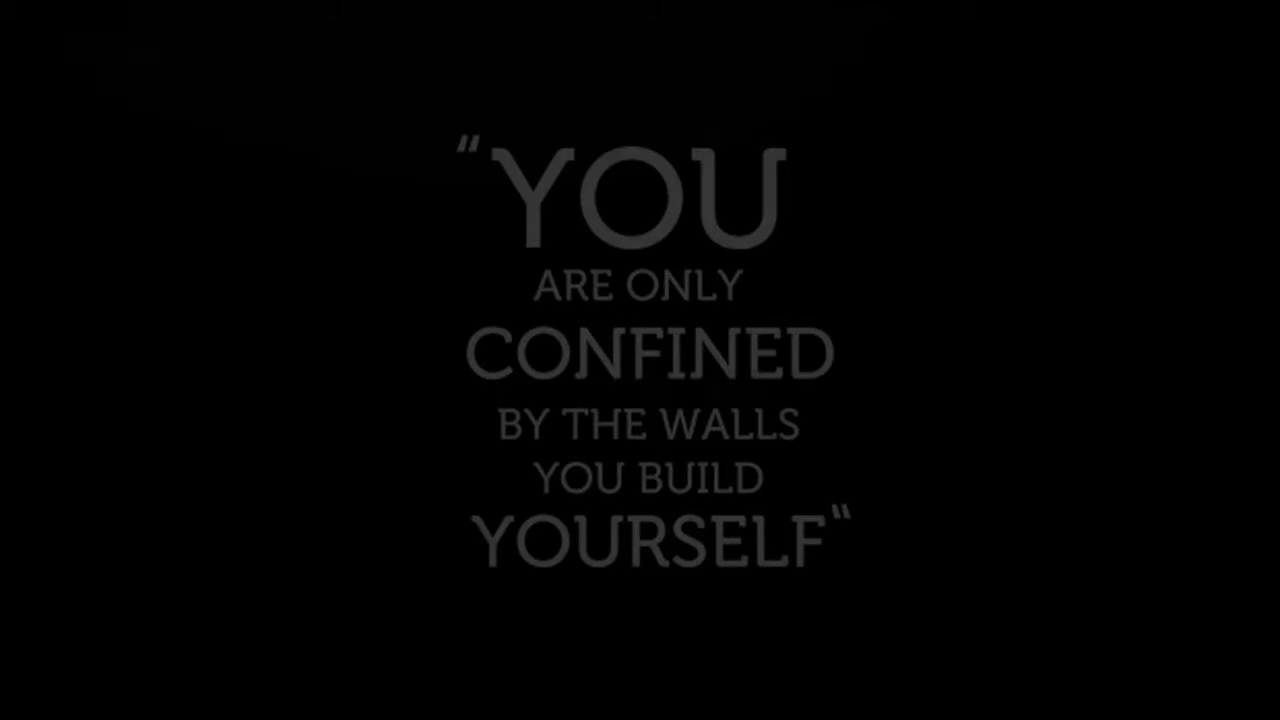 “YOU
ARE ONLY
CONFINED
BY THE WALLS
YOU BUILD
YOURSELF“